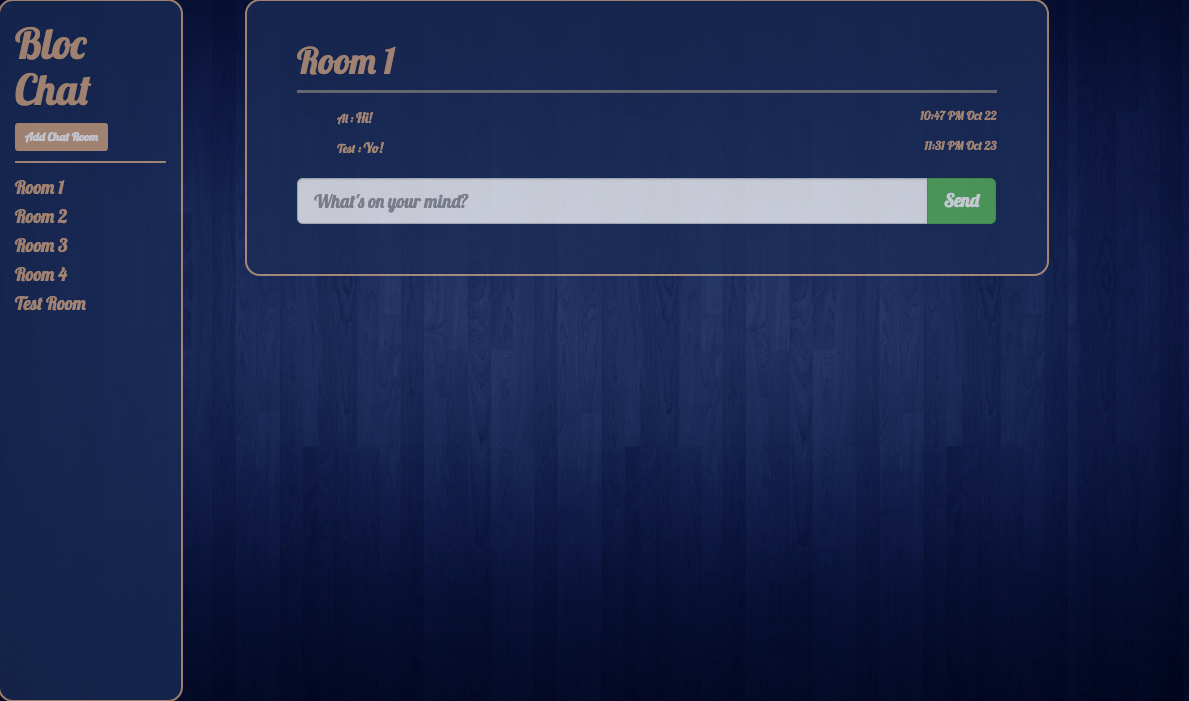 Bloc
Chat
Add Chat Room
Room 1
Room 2
Room 3
Room 4
Test Room
Room 1
Al : Hi! 10:47 PM Oct 22
Test : Yo! 11:31 PM Oct 23
What's on your mind? Send